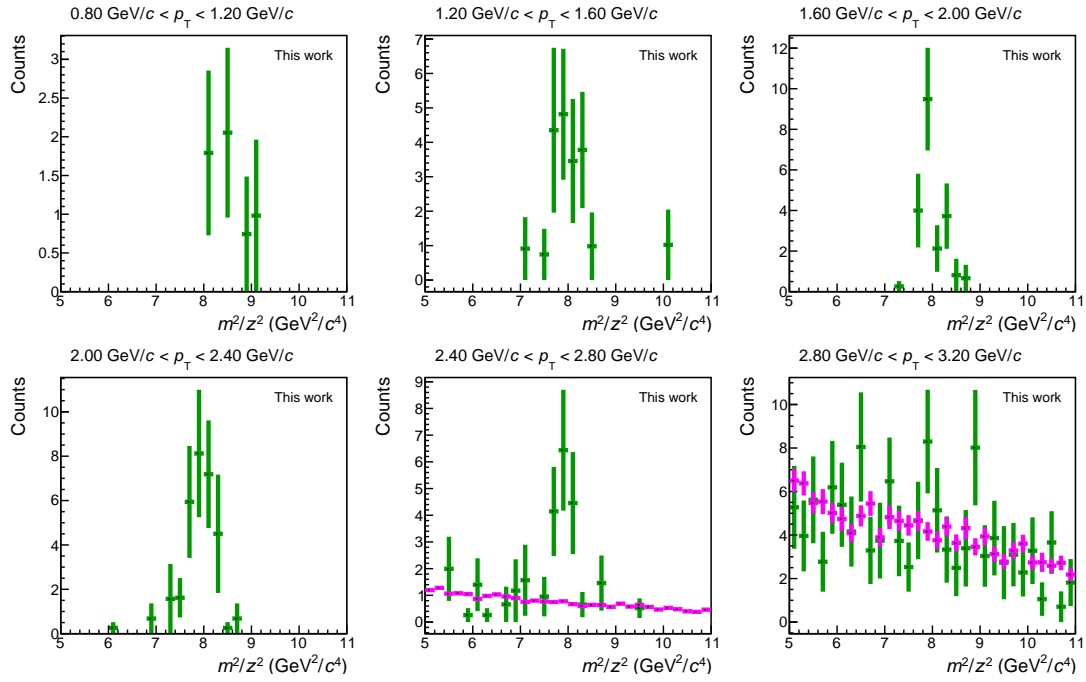 0.80 GeV/c < p_T < 1.20 GeV/c
Counts
This work
3
2.5
2
1.5
1
0.5
0
5 6 7 8 9 10 11
m²/z² (GeV²/c⁴)
1.20 GeV/c < p_T < 1.60 GeV/c
Counts
This work
7
6
5
4
3
2
1
0
5 6 7 8 9 10 11
m²/z² (GeV²/c⁴)
1.60 GeV/c < p_T < 2.00 GeV/c
Counts
This work
12
10
8
6
4
2
0
5 6 7 8 9 10 11
m²/z² (GeV²/c⁴)
2.00 GeV/c < p_T < 2.40 GeV/c
Counts
This work
10
8
6
4
2
0
5 6 7 8 9 10 11
m²/z² (GeV²/c⁴)
2.40 GeV/c < p_T < 2.80 GeV/c
Counts
This work
9
8
7
6
5
4
3
2
1
0
5 6 7 8 9 10 11
m²/z² (GeV²/c⁴)
2.80 GeV/c < p_T < 3.20 GeV/c
Counts
This work
10
8
6
4
2
0
5 6 7 8 9 10 11
m²/z² (GeV²/c⁴)